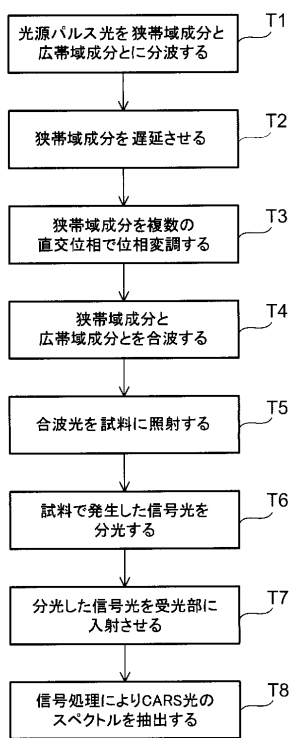 光源パルス光を狭帯域成分と
広帯域成分とに分波する
T1
狭帯域成分を遅延させる
T2
狭帯域成分を複数の
直交位相で位相変調する
T3
狭帯域成分と
広帯域成分とを合波する
T4
合波光を試料に照射する
T5
試料で発生した信号光を
分光する
T6
分光した信号光を受光部に
入射させる
T7
信号処理によりCARS光の
スペクトルを抽出する
T8